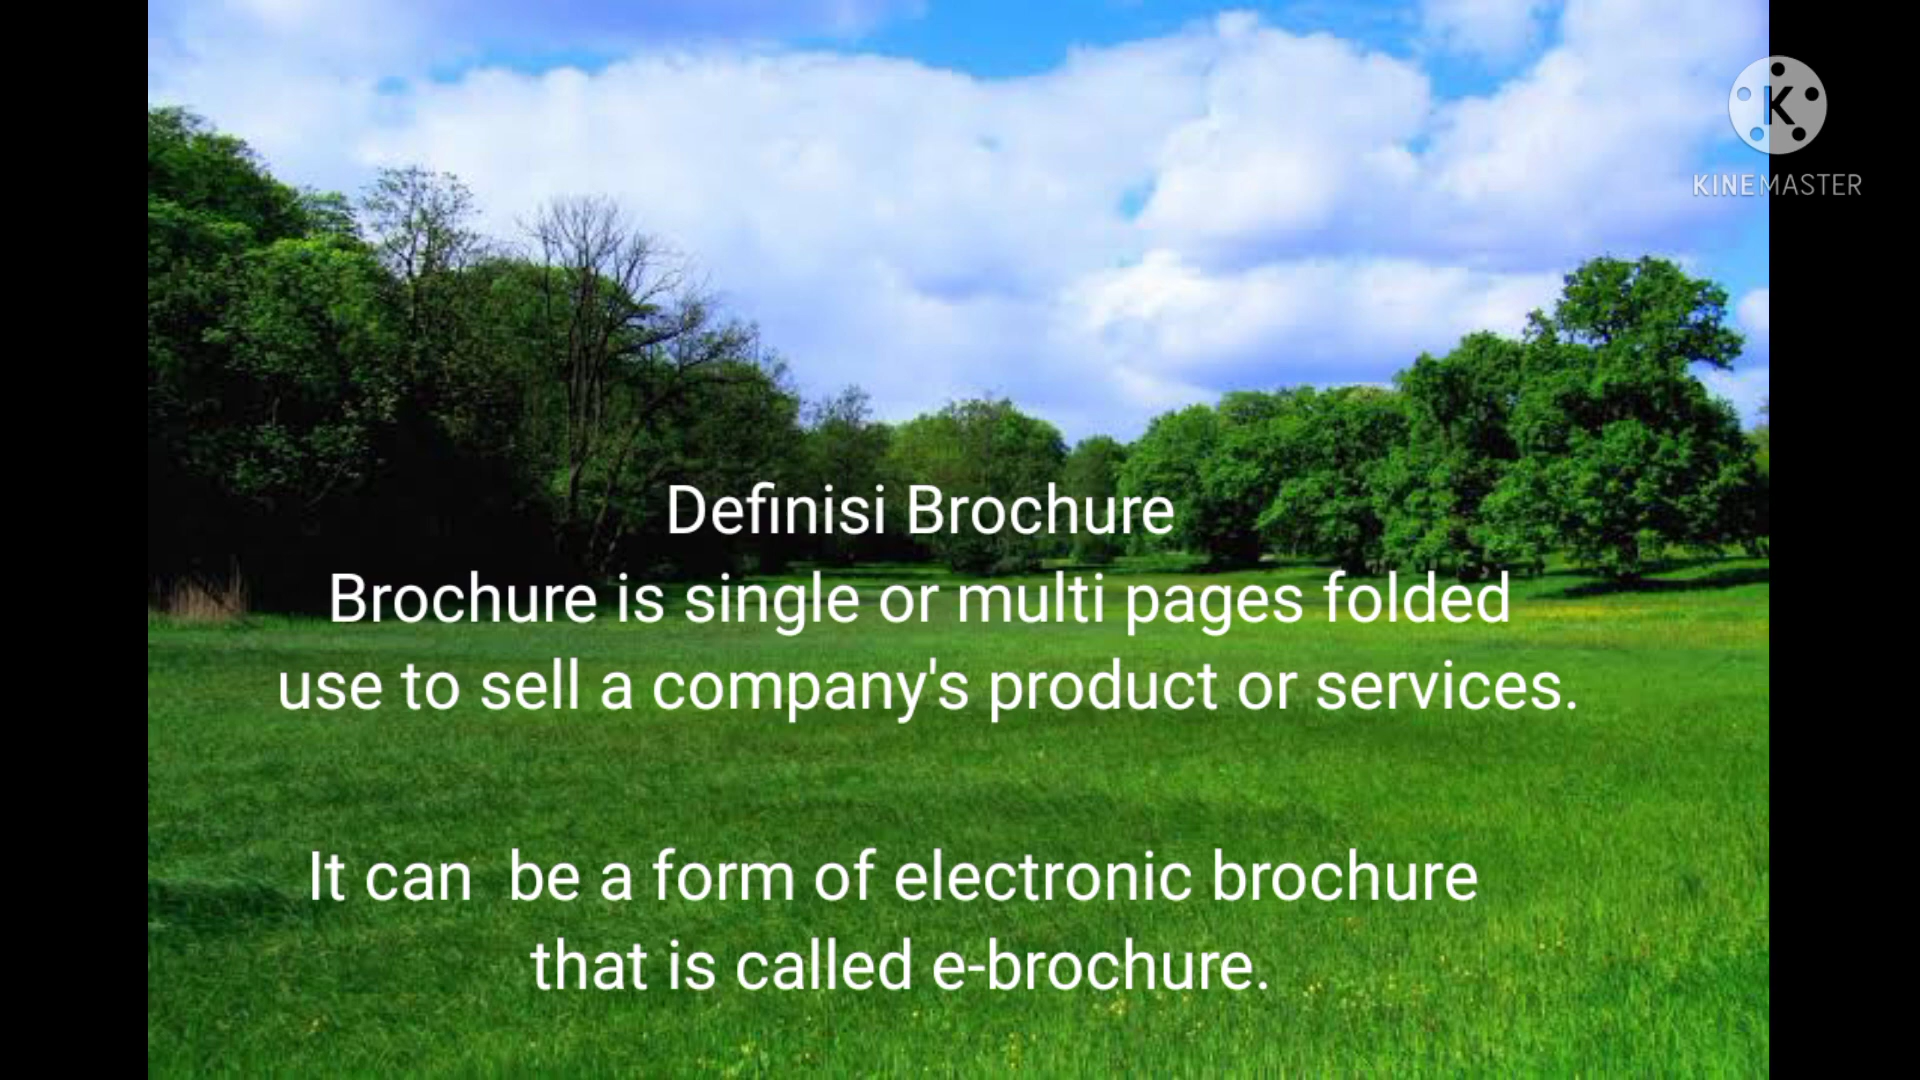 K
KINEMASTER
Definisi Brochure
Brochure is single or multi pages folded
use to sell a company's product or services.
It can  be a form of electronic brochure
that is called e-brochure.